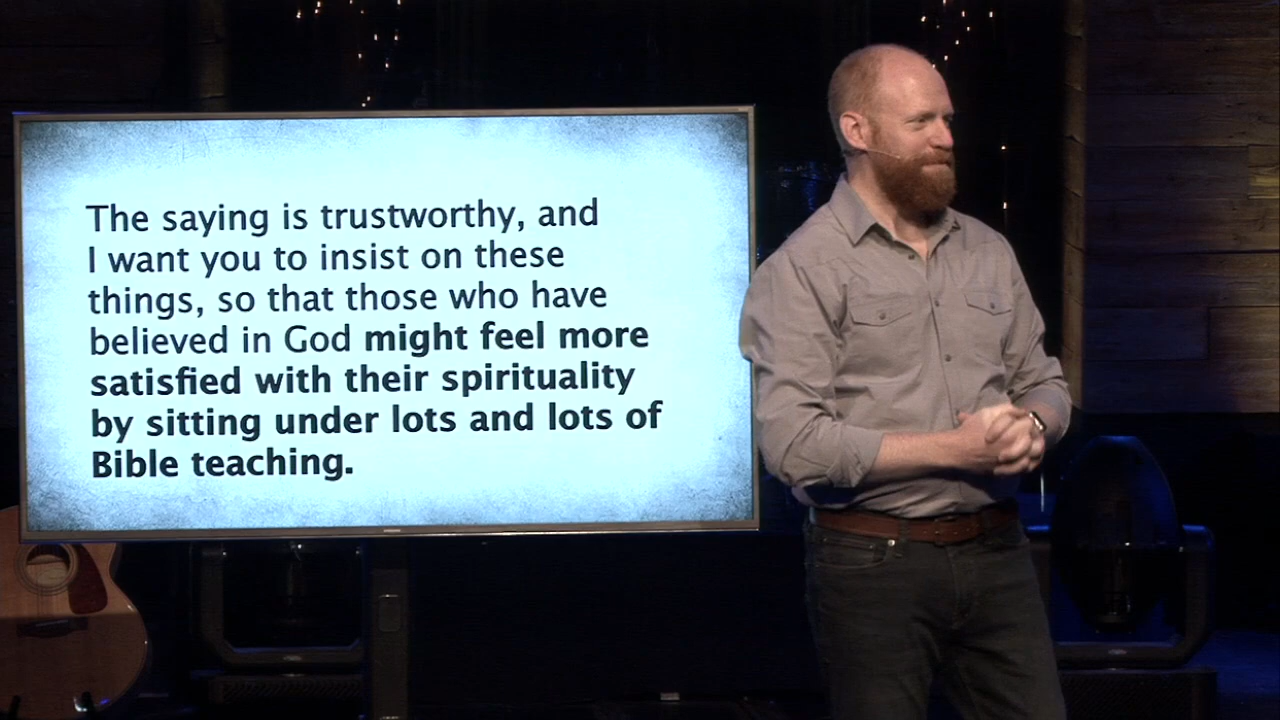 The saying is trustworthy, and
I want you to insist on these
things, so that those who have
believed in God might feel more
satisfied with their spirituality
by sitting under lots and lots of
Bible teaching.